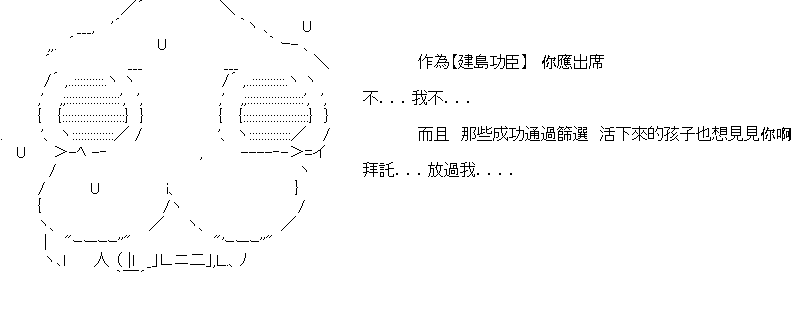 作為【建島功臣】 你應出席
不...我不...
而且 那些成功通過篩選 活下來的孩子也想見見你啊
拜託...放過我....